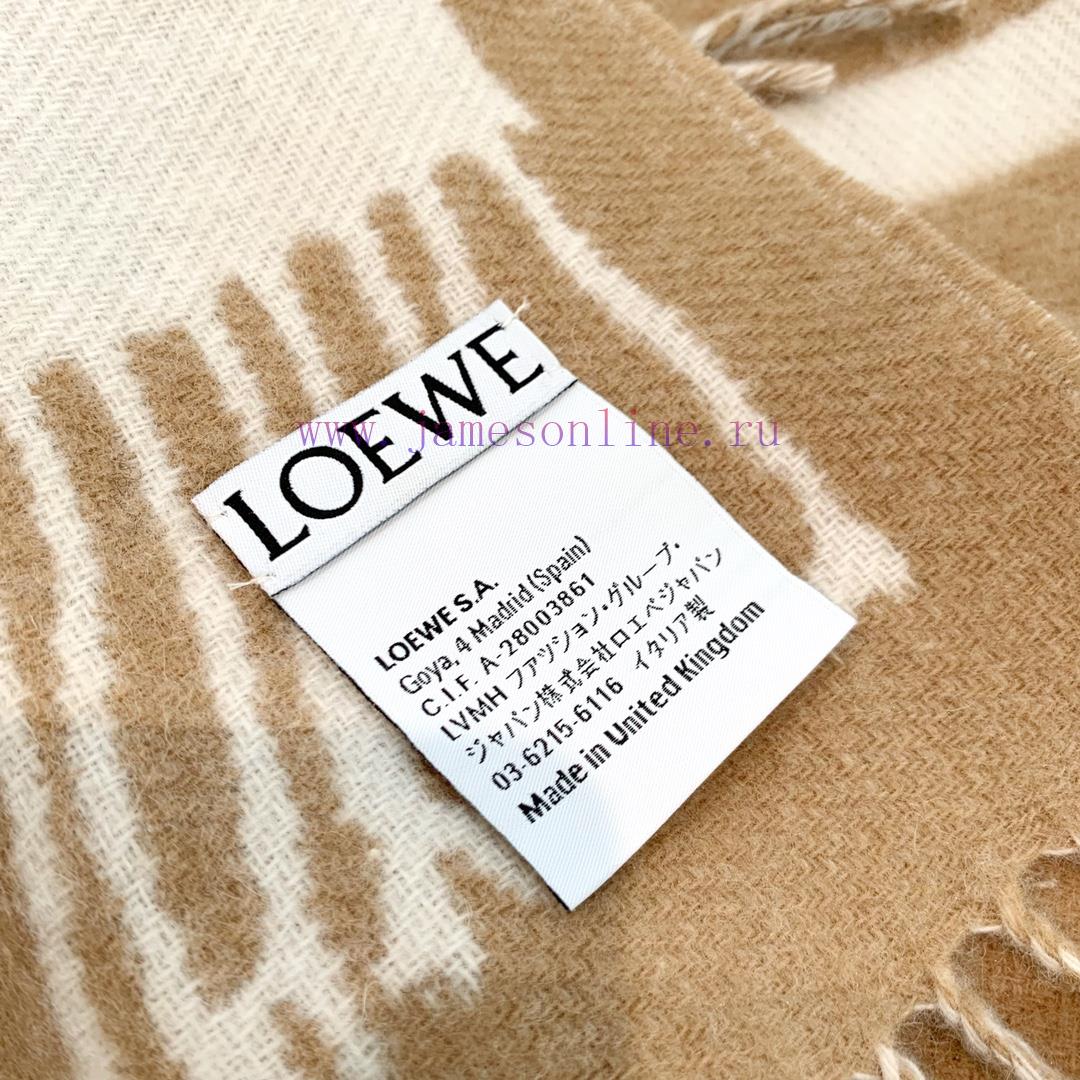 LOEWE
www.jamesonline.ru
LOEWE S.A.
Goya, 4 Madrid (Spain)
C.I.F. A-28003861
LVMH ファッション・グループ・
ジャパン株式会社ロエベジャパン
03-6215-6116 イタリア製
Made in United Kingdom